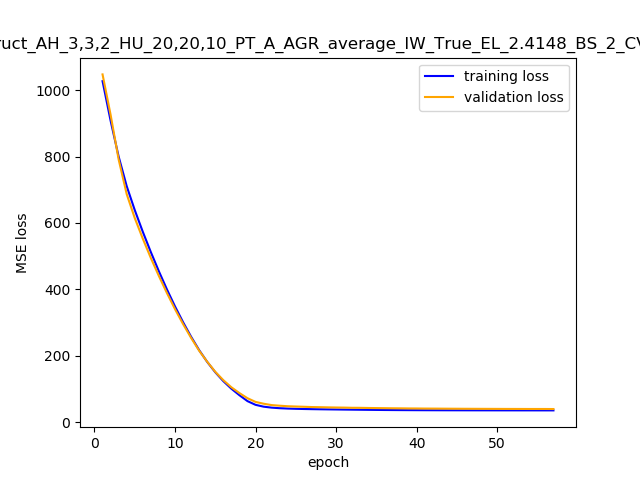 ruct_AH_3,3,2_HU_20,20,10_PT_A_AGR_average_IW_True_EL_2.4148_BS_2_CV
training loss
validation loss
1000
800
600
400
200
0
MSE loss
0 10 20 30 40 50
epoch